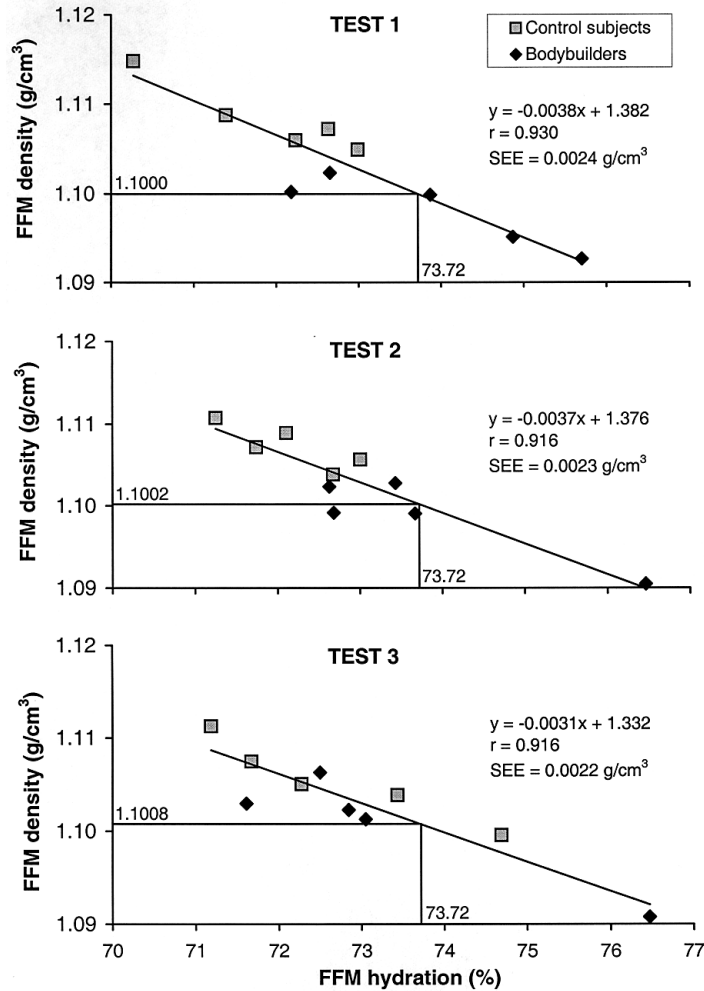 TEST 1
Control subjects
Bodybuilders
y = -0.0038x + 1.382
r = 0.930
SEE = 0.0024 g/cm³
FFM density (g/cm³)
1.12
1.11
1.10
1.09
1.1000
73.72
TEST 2
y = -0.0037x + 1.376
r = 0.916
SEE = 0.0023 g/cm³
FFM density (g/cm³)
1.12
1.11
1.10
1.09
1.1002
73.72
TEST 3
y = -0.0031x + 1.332
r = 0.916
SEE = 0.0022 g/cm³
FFM density (g/cm³)
1.12
1.11
1.10
1.09
1.1008
73.72
70 71 72 73 74 75 76 77
FFM hydration (%)